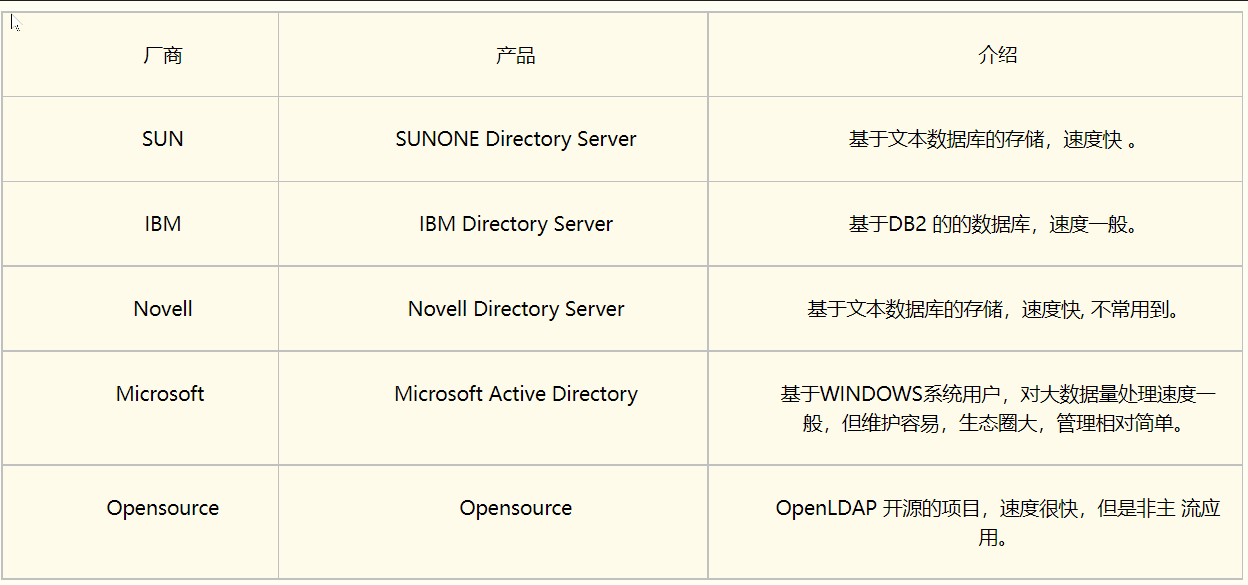 厂商 产品 介绍
SUN SUNONE Directory Server 基于文本数据库的存储，速度快 。
IBM IBM Directory Server 基于DB2 的的数据库，速度一般。
Novell Novell Directory Server 基于文本数据库的存储，速度快, 不常用到。
Microsoft Microsoft Active Directory 基于WINDOWS系统用户，对大数据量处理速度一
般，但维护容易，生态圈大，管理相对简单。
Opensource Opensource OpenLDAP 开源的项目，速度很快，但是非主 流应
用。